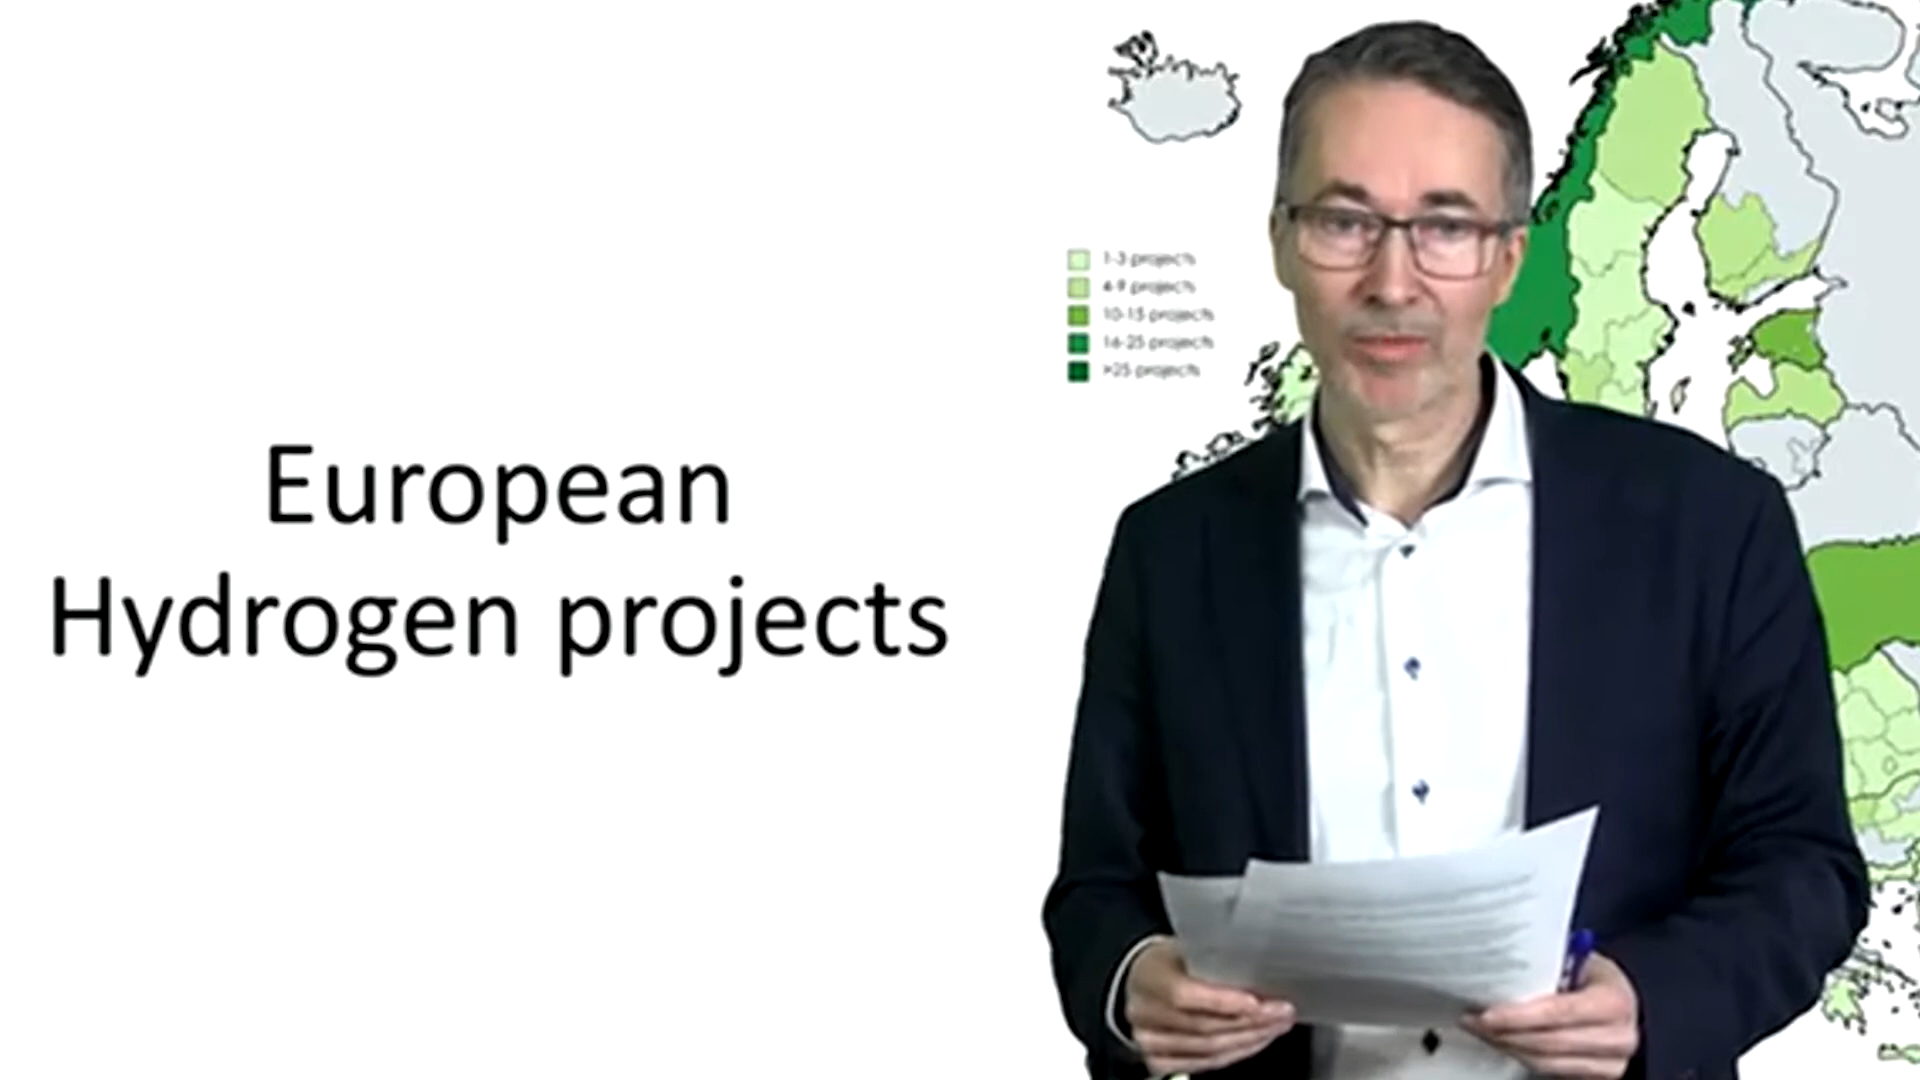 European
Hydrogen projects
1-3 projects
4-9 projects
10-15 projects
16-25 projects
>25 projects